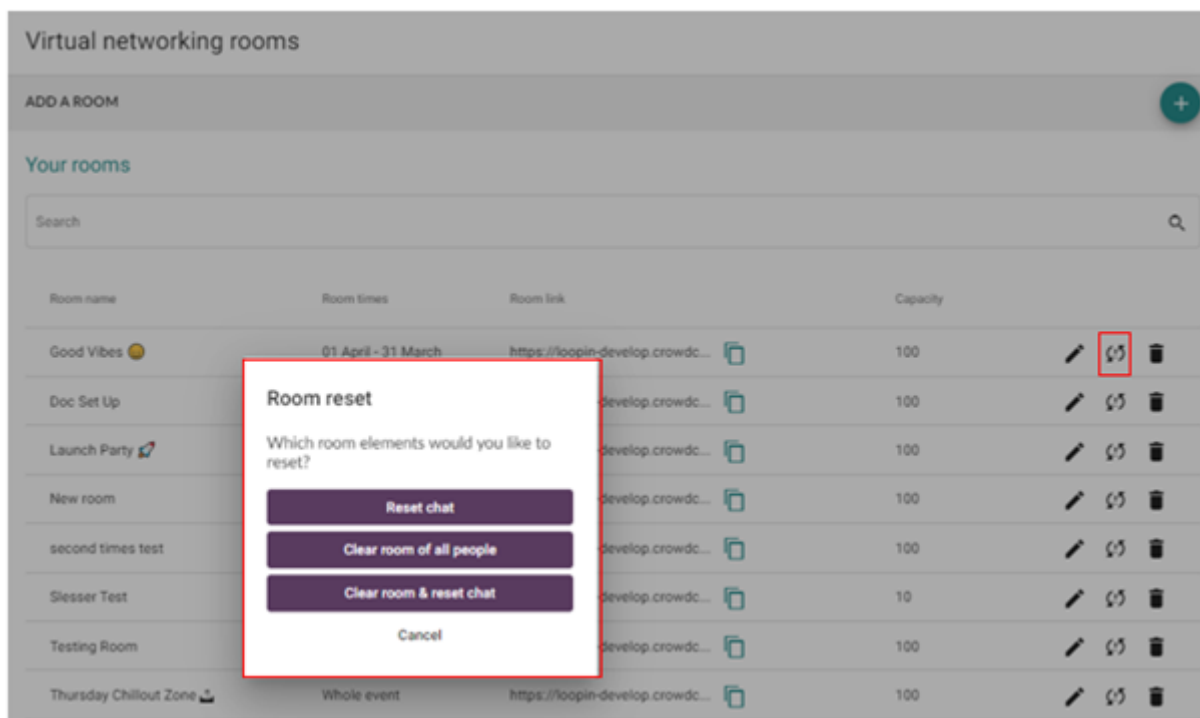 Virtual networking rooms
ADD A ROOM
Your rooms
Search
Room name Room times Room link Capacity
Good Vibes 01 April - 31 March https://loopin-develop.crowdc... 100
Doc Set Up develop.crowdc... 100
Launch Party develop.crowdc... 100
New room develop.crowdc... 100
second times test develop.crowdc... 100
Slesser Test develop.crowdc... 10
Testing Room develop.crowdc... 100
Thursday Chillout Zone Whole event https://loopin-develop.crowdc... 100
Room reset
Which room elements would you like to
reset?
Reset chat
Clear room of all people
Clear room & reset chat
Cancel